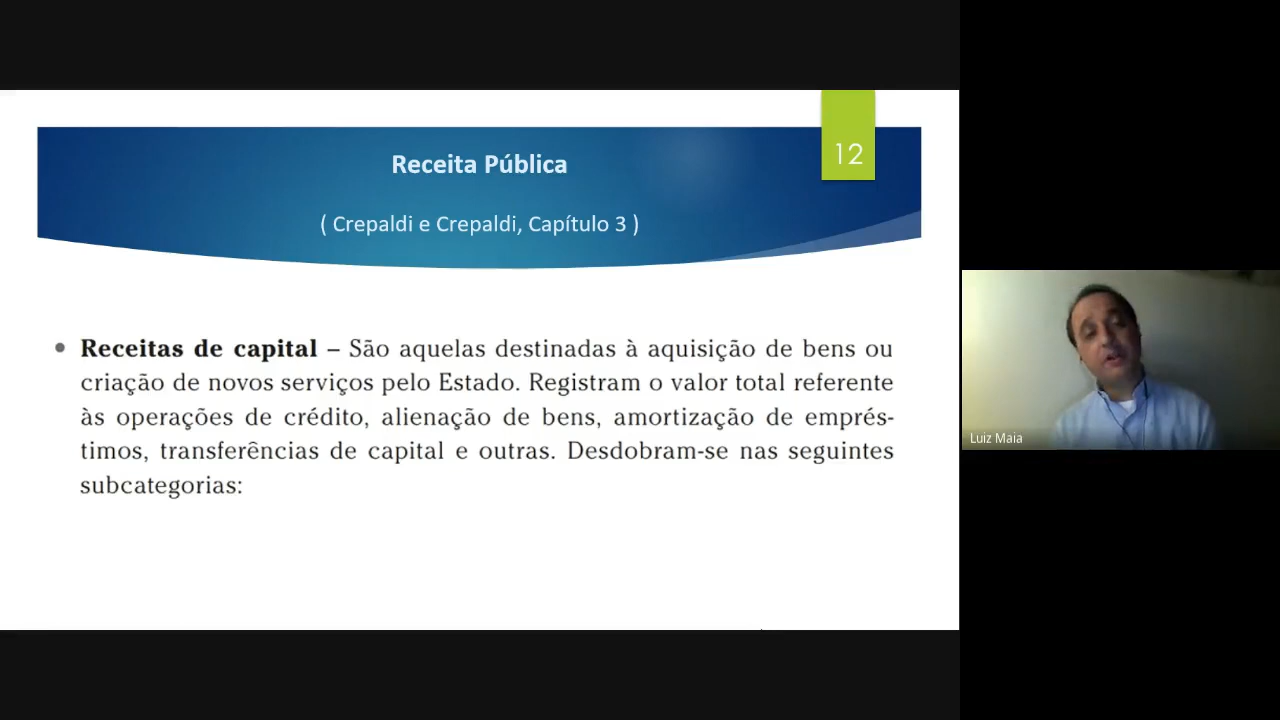 Receita Pública
12
( Crepaldi e Crepaldi, Capítulo 3 )
• Receitas de capital – São aquelas destinadas à aquisição de bens ou
criação de novos serviços pelo Estado. Registram o valor total referente
às operações de crédito, alienação de bens, amortização de emprés-
timos, transferências de capital e outras. Desdobram-se nas seguintes
subcategorias:
Luiz Maia